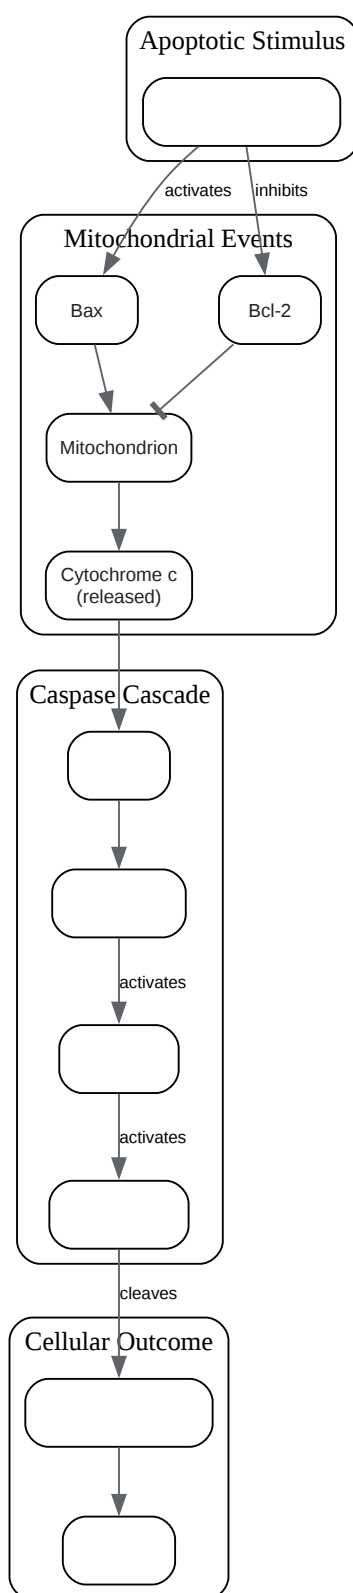 Apoptotic Stimulus
activates
inhibits
Mitochondrial Events
Bax
Bcl-2
Mitochondrion
Cytochrome c
(released)
Caspase Cascade
activates
activates
cleaves
Cellular Outcome